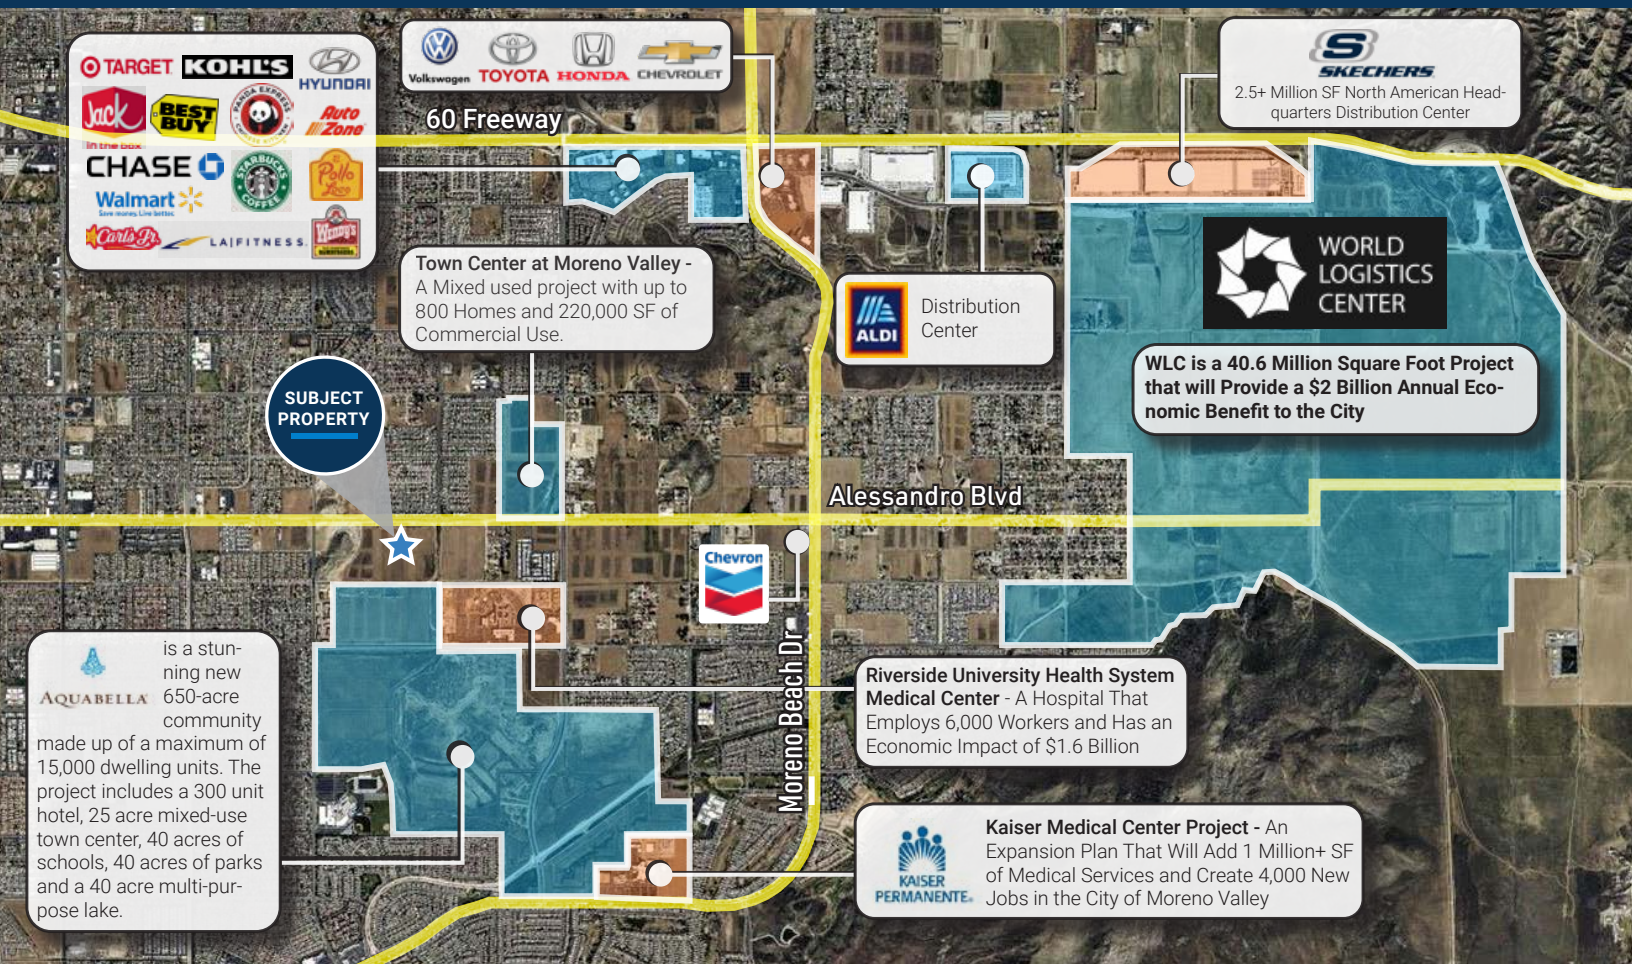 TARGET KOHL'S HYUNDAI
Jack in the box
BEST BUY
PANDA EXPRESS
CHINESE KITCHEN
Auto Zone
CHASE
STARBUCKS COFFEE
Pollo Loco
Walmart
Save money. Live better.
Carl's Jr.
LA|FITNESS.
Wendy's
Volkswagen TOYOTA HONDA CHEVROLET
60 Freeway
S
SKECHERS
2.5+ Million SF North American Head-
quarters Distribution Center
Town Center at Moreno Valley -
A Mixed used project with up to
800 Homes and 220,000 SF of
Commercial Use.
ALDI
Distribution
Center
WORLD
LOGISTICS
CENTER
WLC is a 40.6 Million Square Foot Project
that will Provide a $2 Billion Annual Eco-
nomic Benefit to the City
SUBJECT
PROPERTY
Alessandro Blvd
Chevron
Moreno Beach Dr
AQUABELLA
is a stun-
ning new
650-acre
community
made up of a maximum of
15,000 dwelling units. The
project includes a 300 unit
hotel, 25 acre mixed-use
town center, 40 acres of
schools, 40 acres of parks
and a 40 acre multi-pur-
pose lake.
Riverside University Health System
Medical Center - A Hospital That
Employs 6,000 Workers and Has an
Economic Impact of $1.6 Billion
KAISER
PERMANENTE.
Kaiser Medical Center Project - An
Expansion Plan That Will Add 1 Million+ SF
of Medical Services and Create 4,000 New
Jobs in the City of Moreno Valley